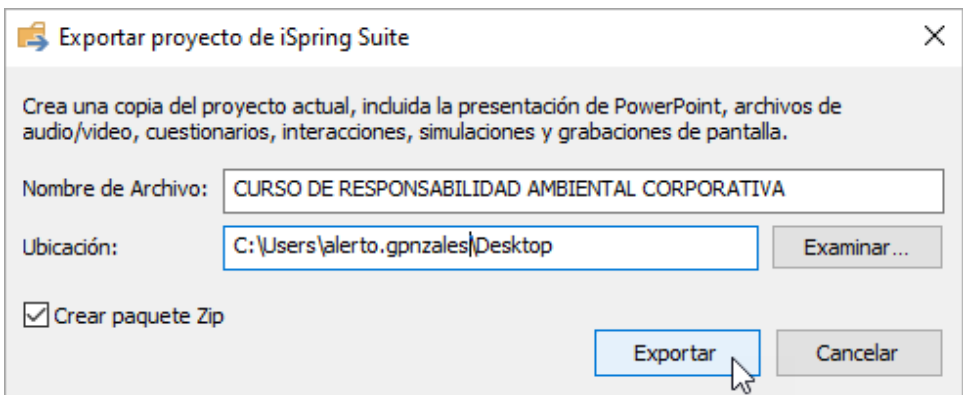 Exportar proyecto de iSpring Suite
Crea una copia del proyecto actual, incluida la presentación de PowerPoint, archivos de
audio/video, cuestionarios, interacciones, simulaciones y grabaciones de pantalla.
Nombre de Archivo: CURSO DE RESPONSABILIDAD AMBIENTAL CORPORATIVA
Ubicación: C:\Users\alerto.gpnzales\Desktop Examinar...
Crear paquete Zip
Exportar Cancelar